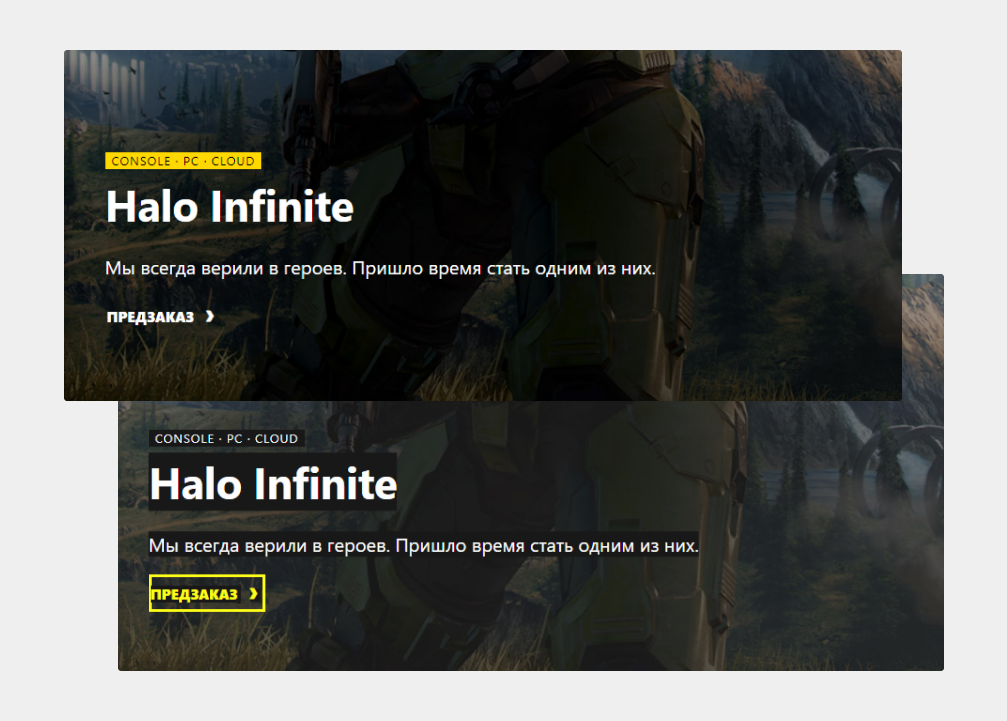 CONSOLE · PC · CLOUD
Halo Infinite
Мы всегда верили в героев. Пришло время стать одним из них.
ПРЕДЗАКАЗ ❯
CONSOLE · PC · CLOUD
Halo Infinite
Мы всегда верили в героев. Пришло время стать одним из них.
ПРЕДЗАКАЗ ❯